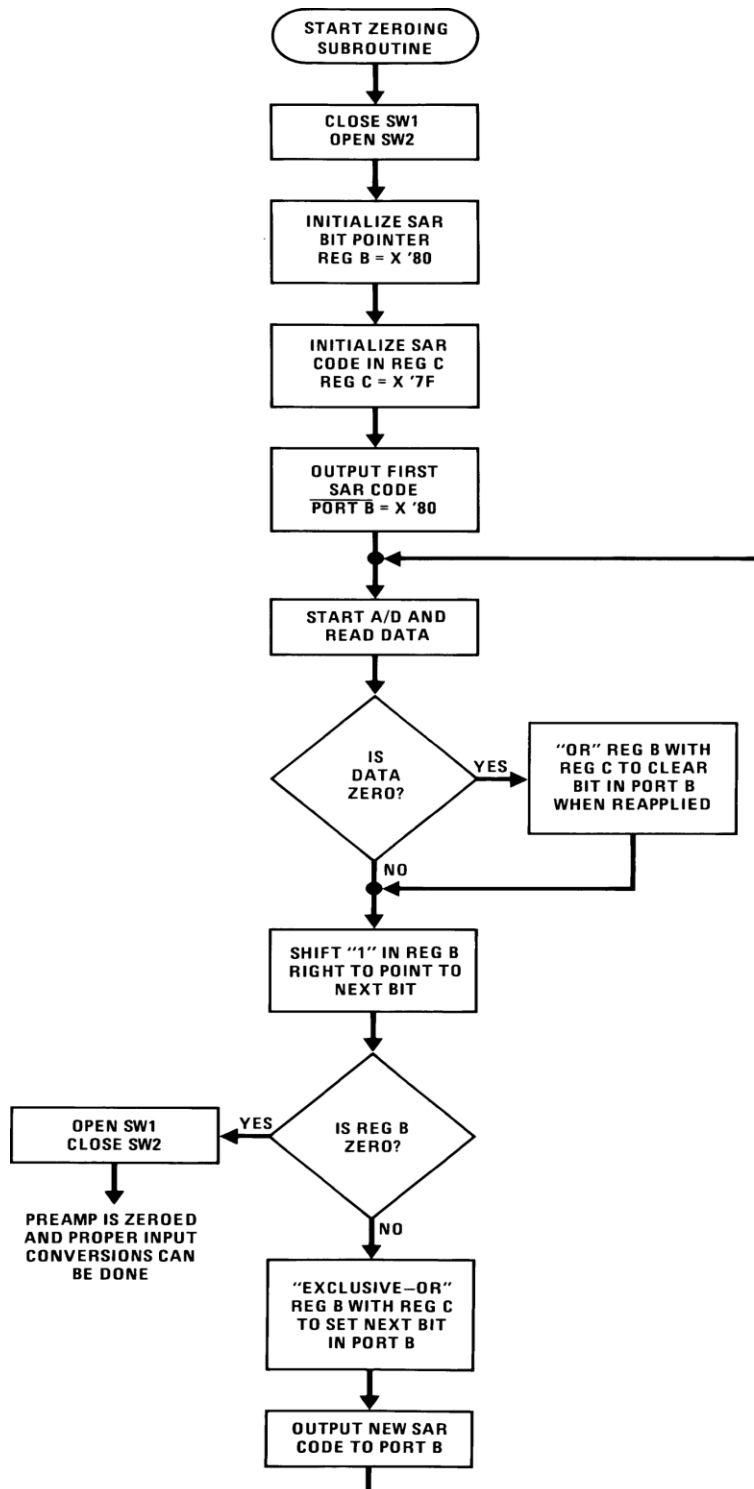 START ZEROING
SUBROUTINE
CLOSE SW1
OPEN SW2
INITIALIZE SAR
BIT POINTER
REG B = X '80
INITIALIZE SAR
CODE IN REG C
REG C = X '7F
OUTPUT FIRST
SAR CODE
PORT B = X '80
START A/D AND
READ DATA
IS
DATA
ZERO?
YES
"OR" REG B WITH
REG C TO CLEAR
BIT IN PORT B
WHEN REAPPLIED
NO
SHIFT "1" IN REG B
RIGHT TO POINT TO
NEXT BIT
IS REG B
ZERO?
YES
OPEN SW1
CLOSE SW2
PREAMP IS ZEROED
AND PROPER INPUT
CONVERSIONS CAN
BE DONE
NO
"EXCLUSIVE–OR"
REG B WITH REG C
TO SET NEXT BIT
IN PORT B
OUTPUT NEW SAR
CODE TO PORT B